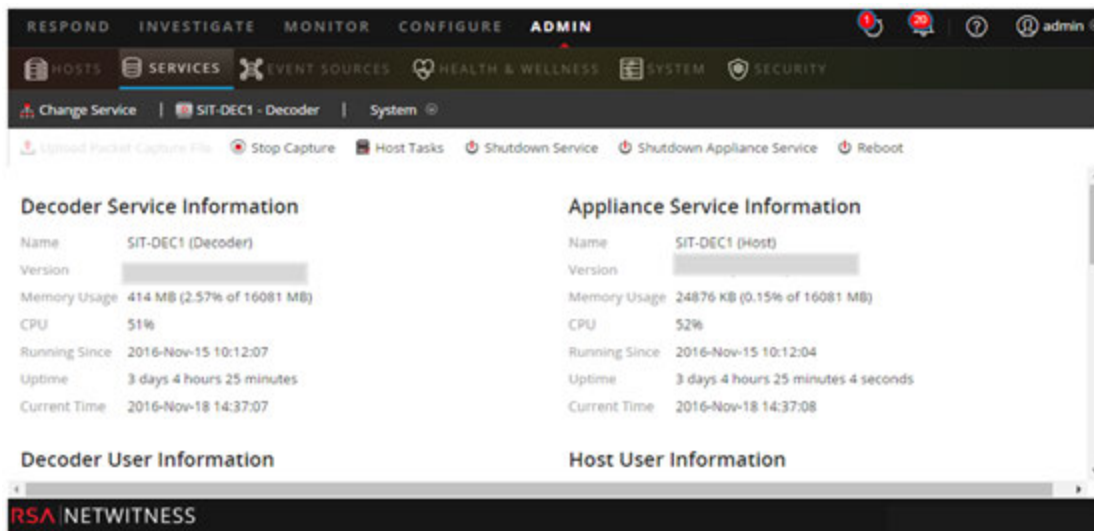 RESPOND INVESTIGATE MONITOR CONFIGURE ADMIN 1 20 ? admin
HOSTS SERVICES EVENT SOURCES HEALTH & WELLNESS SYSTEM SECURITY
Change Service | SIT-DEC1 - Decoder | System
Upload Packet Capture File Stop Capture Host Tasks Shutdown Service Shutdown Appliance Service Reboot
Decoder Service Information
Name SIT-DEC1 (Decoder)
Version
Memory Usage 414 MB (2.57% of 16081 MB)
CPU 51%
Running Since 2016-Nov-15 10:12:07
Uptime 3 days 4 hours 25 minutes
Current Time 2016-Nov-18 14:37:07
Decoder User Information
Appliance Service Information
Name SIT-DEC1 (Host)
Version
Memory Usage 24876 KB (0.15% of 16081 MB)
CPU 52%
Running Since 2016-Nov-15 10:12:04
Uptime 3 days 4 hours 25 minutes 4 seconds
Current Time 2016-Nov-18 14:37:08
Host User Information
RSA NETWITNESS